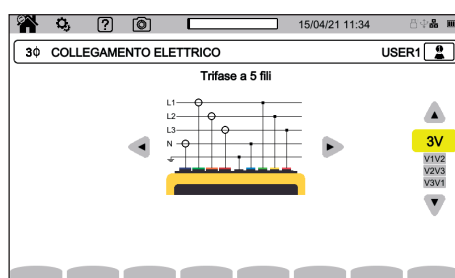 ?
15/04/21 11:34
3ϕ COLLEGAMENTO ELETTRICO
USER1
Trifase a 5 fili
L1
L2
L3
N
3V
V1V2
V2V3
V3V1